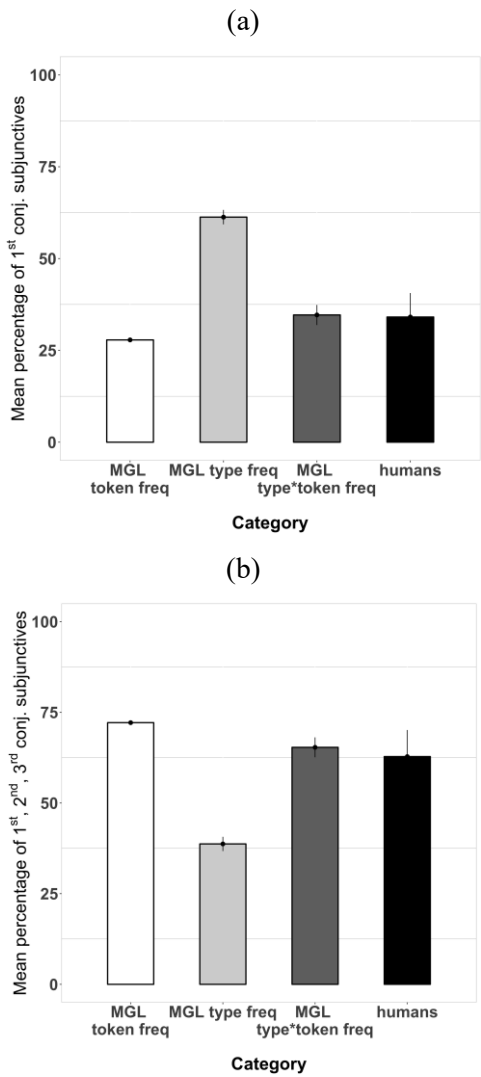 (a)
Mean percentage of 1st conj. subjunctives
100
75
50
25
0
MGL token freq
MGL type freq
MGL type*token freq
humans
Category
(b)
Mean percentage of 1st, 2nd, 3rd conj. subjunctives
100
75
50
25
0
MGL token freq
MGL type freq
MGL type*token freq
humans
Category